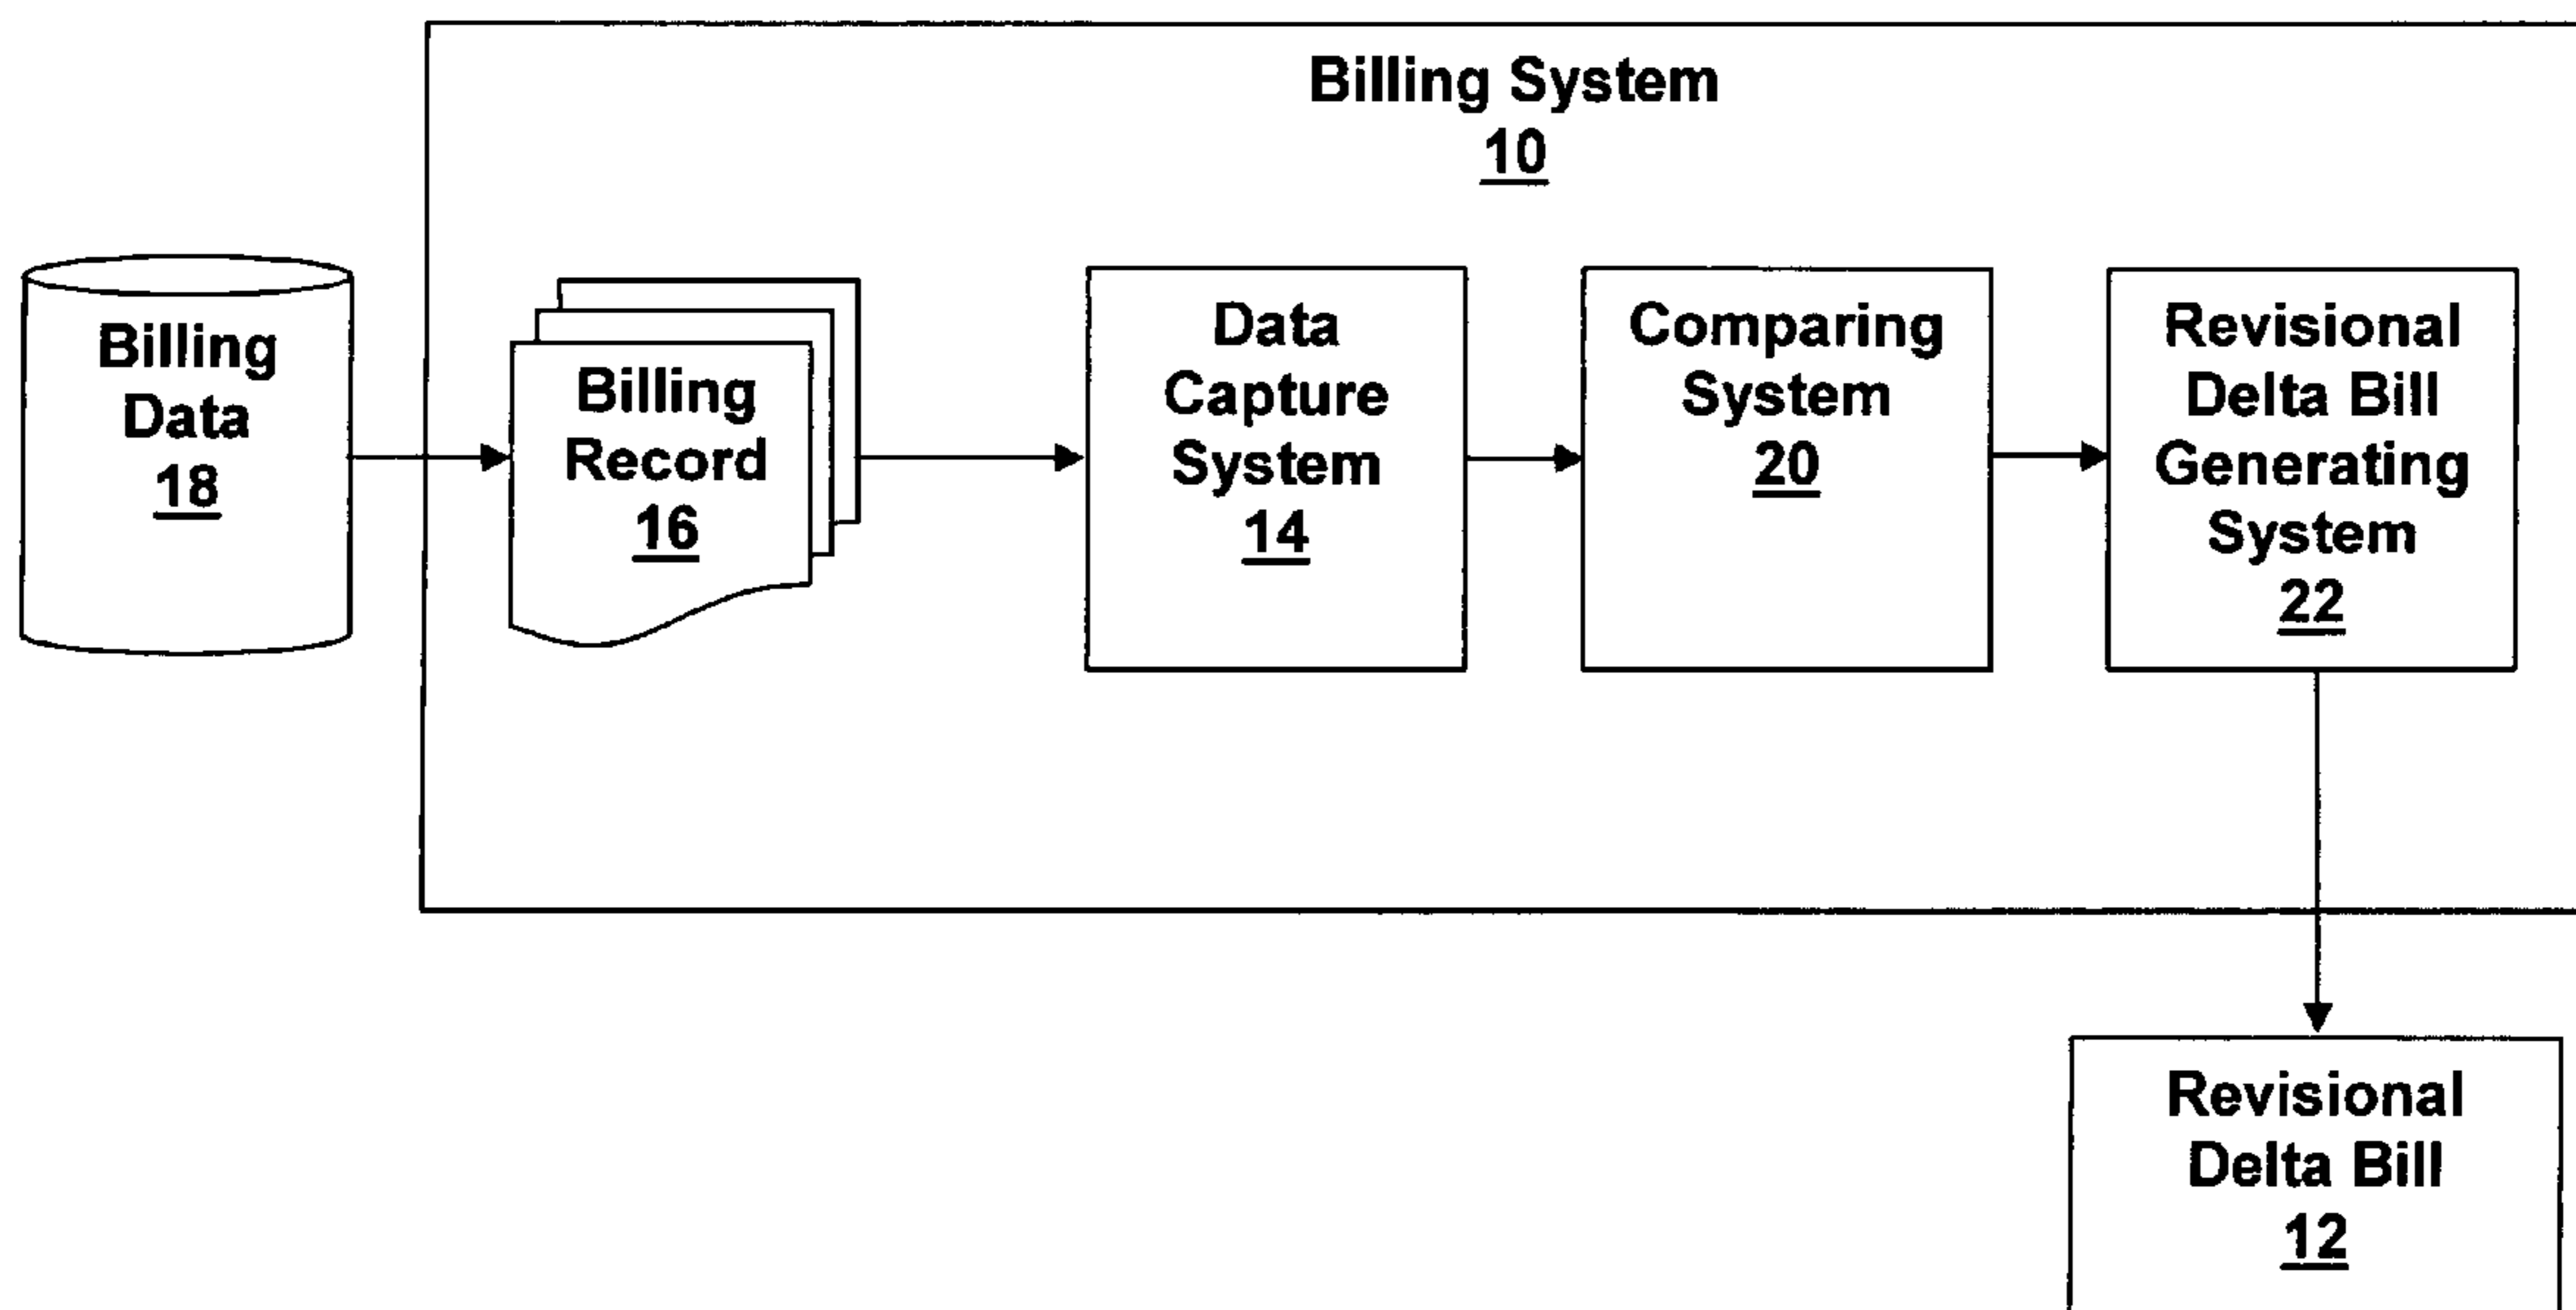 Billing System
10
Billing
Data
18
Billing
Record
16
Data
Capture
System
14
Comparing
System
20
Revisional
Delta Bill
Generating
System
22
Revisional
Delta Bill
12